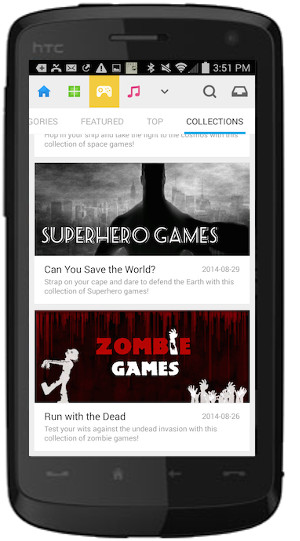 htc
3:51 PM
GORIES FEATURED TOP COLLECTIONS
Hop in your ship and take the fight to the cosmos with this
collection of space games!
SUPERHERO GAMES
Can You Save the World? 2014-08-29
Strap on your cape and dare to defend the Earth with this
collection of Superhero games!
ZOMBIE
GAMES
Run with the Dead 2014-08-26
Test your wits against the undead invasion with this
collection of zombie games!